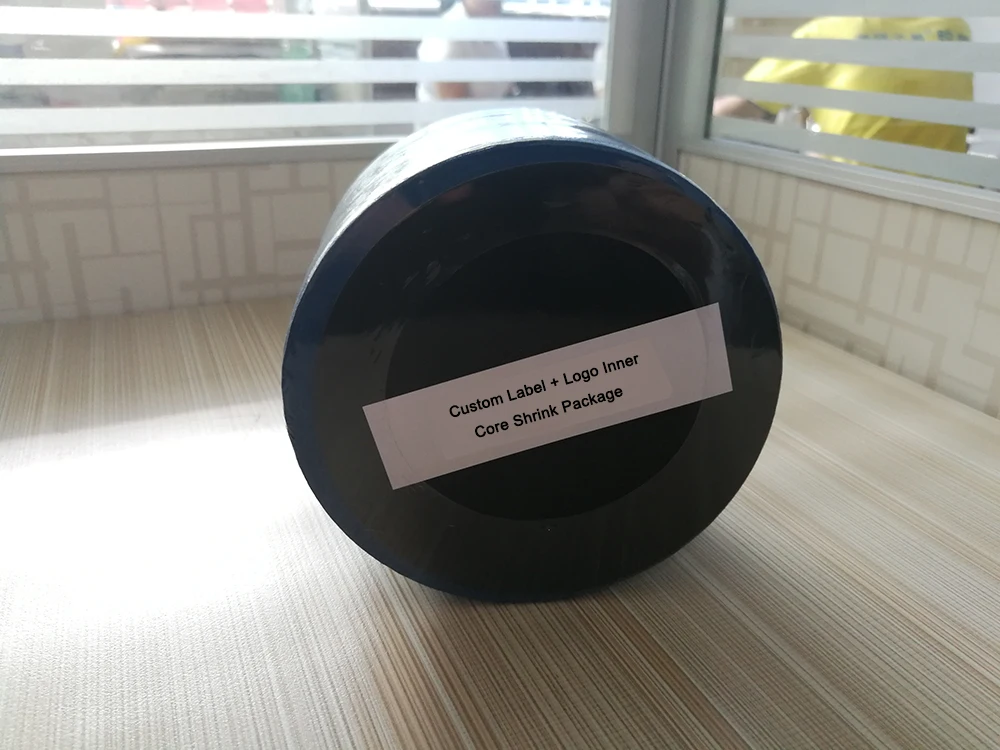 Custom Label + Logo Inner
Core Shrink Package